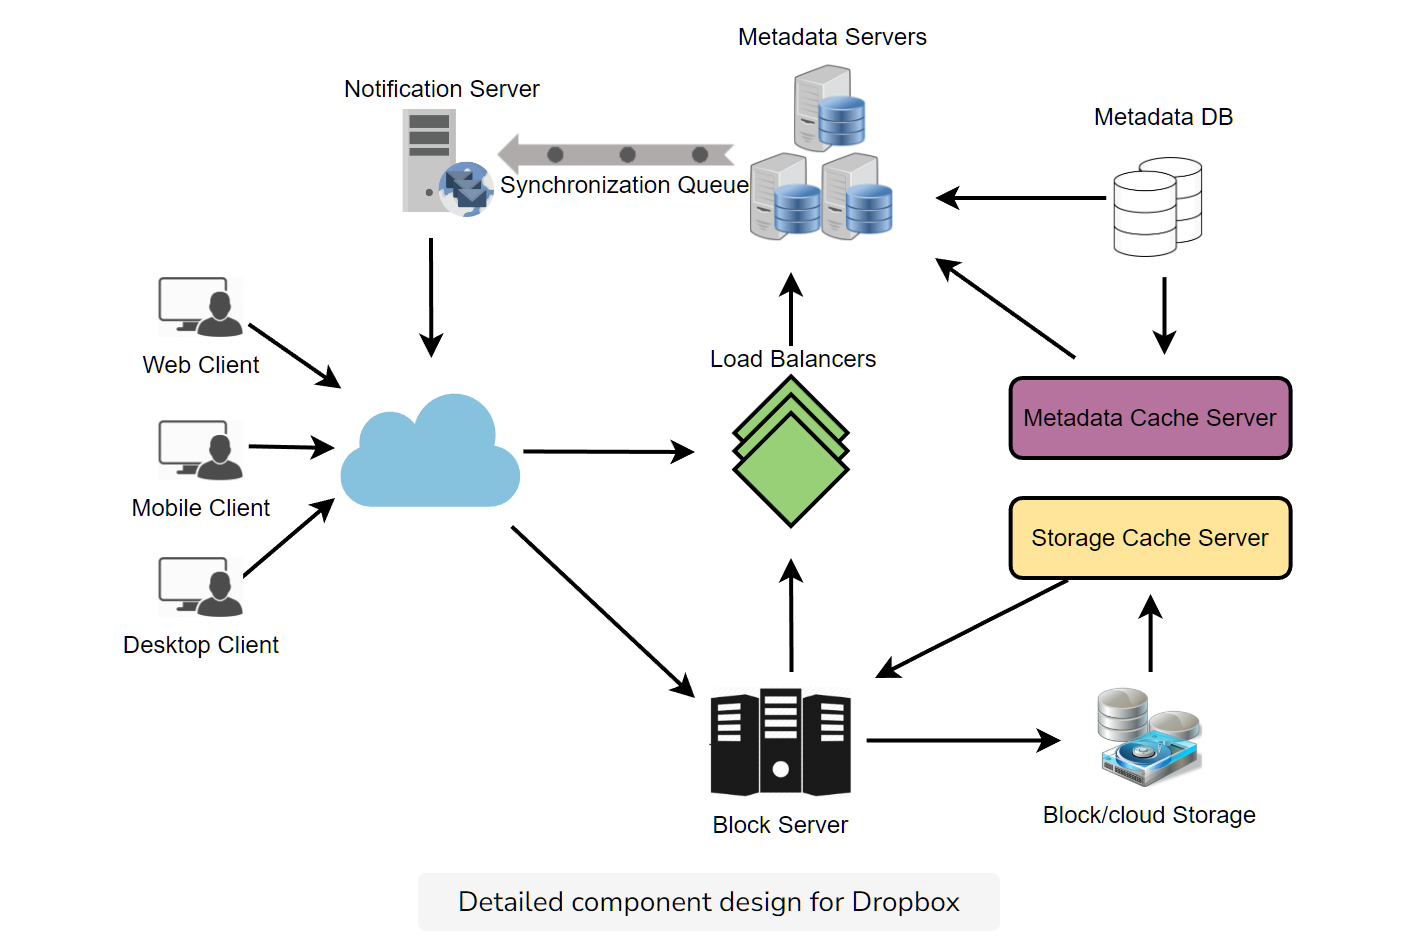 Metadata Servers
Notification Server
Metadata DB
Synchronization Queue
Web Client
Load Balancers
Metadata Cache Server
Mobile Client
Storage Cache Server
Desktop Client
Block/cloud Storage
Block Server
Detailed component design for Dropbox